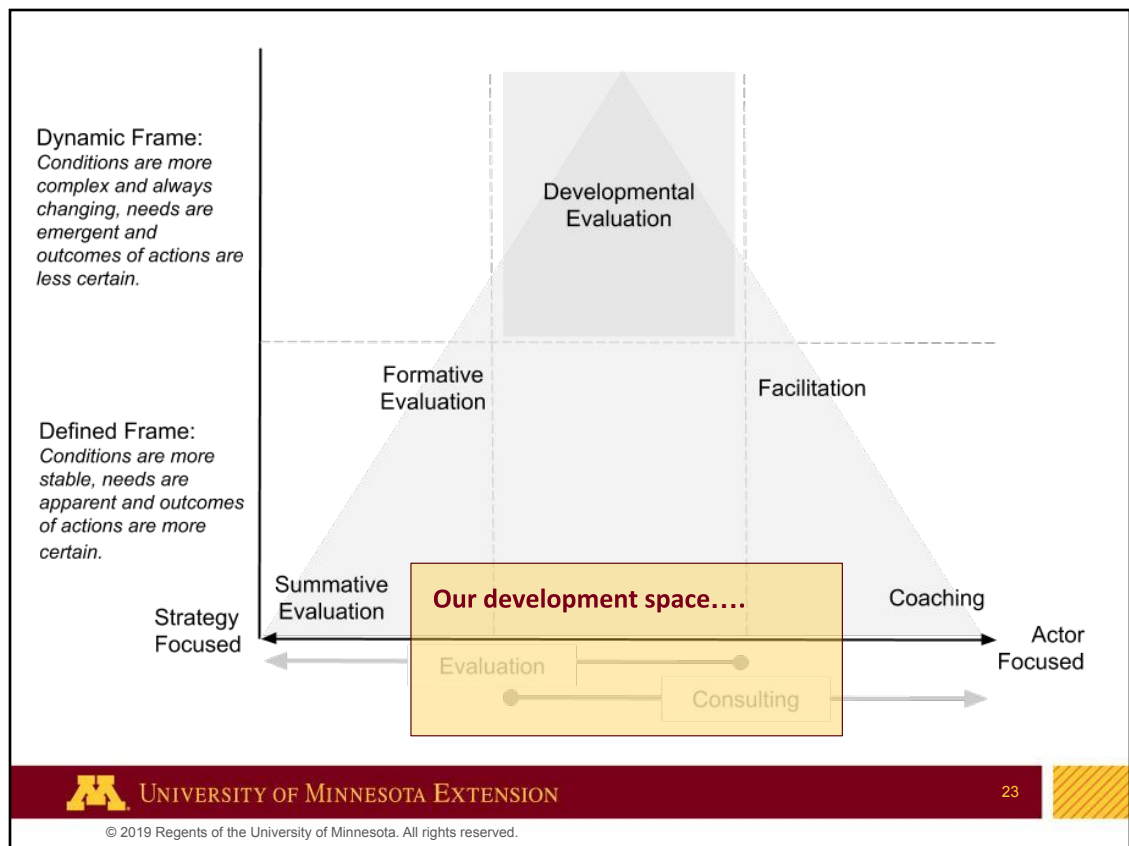 Dynamic Frame:
Conditions are more
complex and always
changing, needs are
emergent and
outcomes of actions are
less certain.
Developmental
Evaluation
Formative
Evaluation
Facilitation
Defined Frame:
Conditions are more
stable, needs are
apparent and outcomes
of actions are more
certain.
Summative
Evaluation
Our development space....
Coaching
Strategy
Focused
Actor
Focused
Evaluation
Consulting
M
UNIVERSITY OF MINNESOTA EXTENSION
23
© 2019 Regents of the University of Minnesota. All rights reserved.